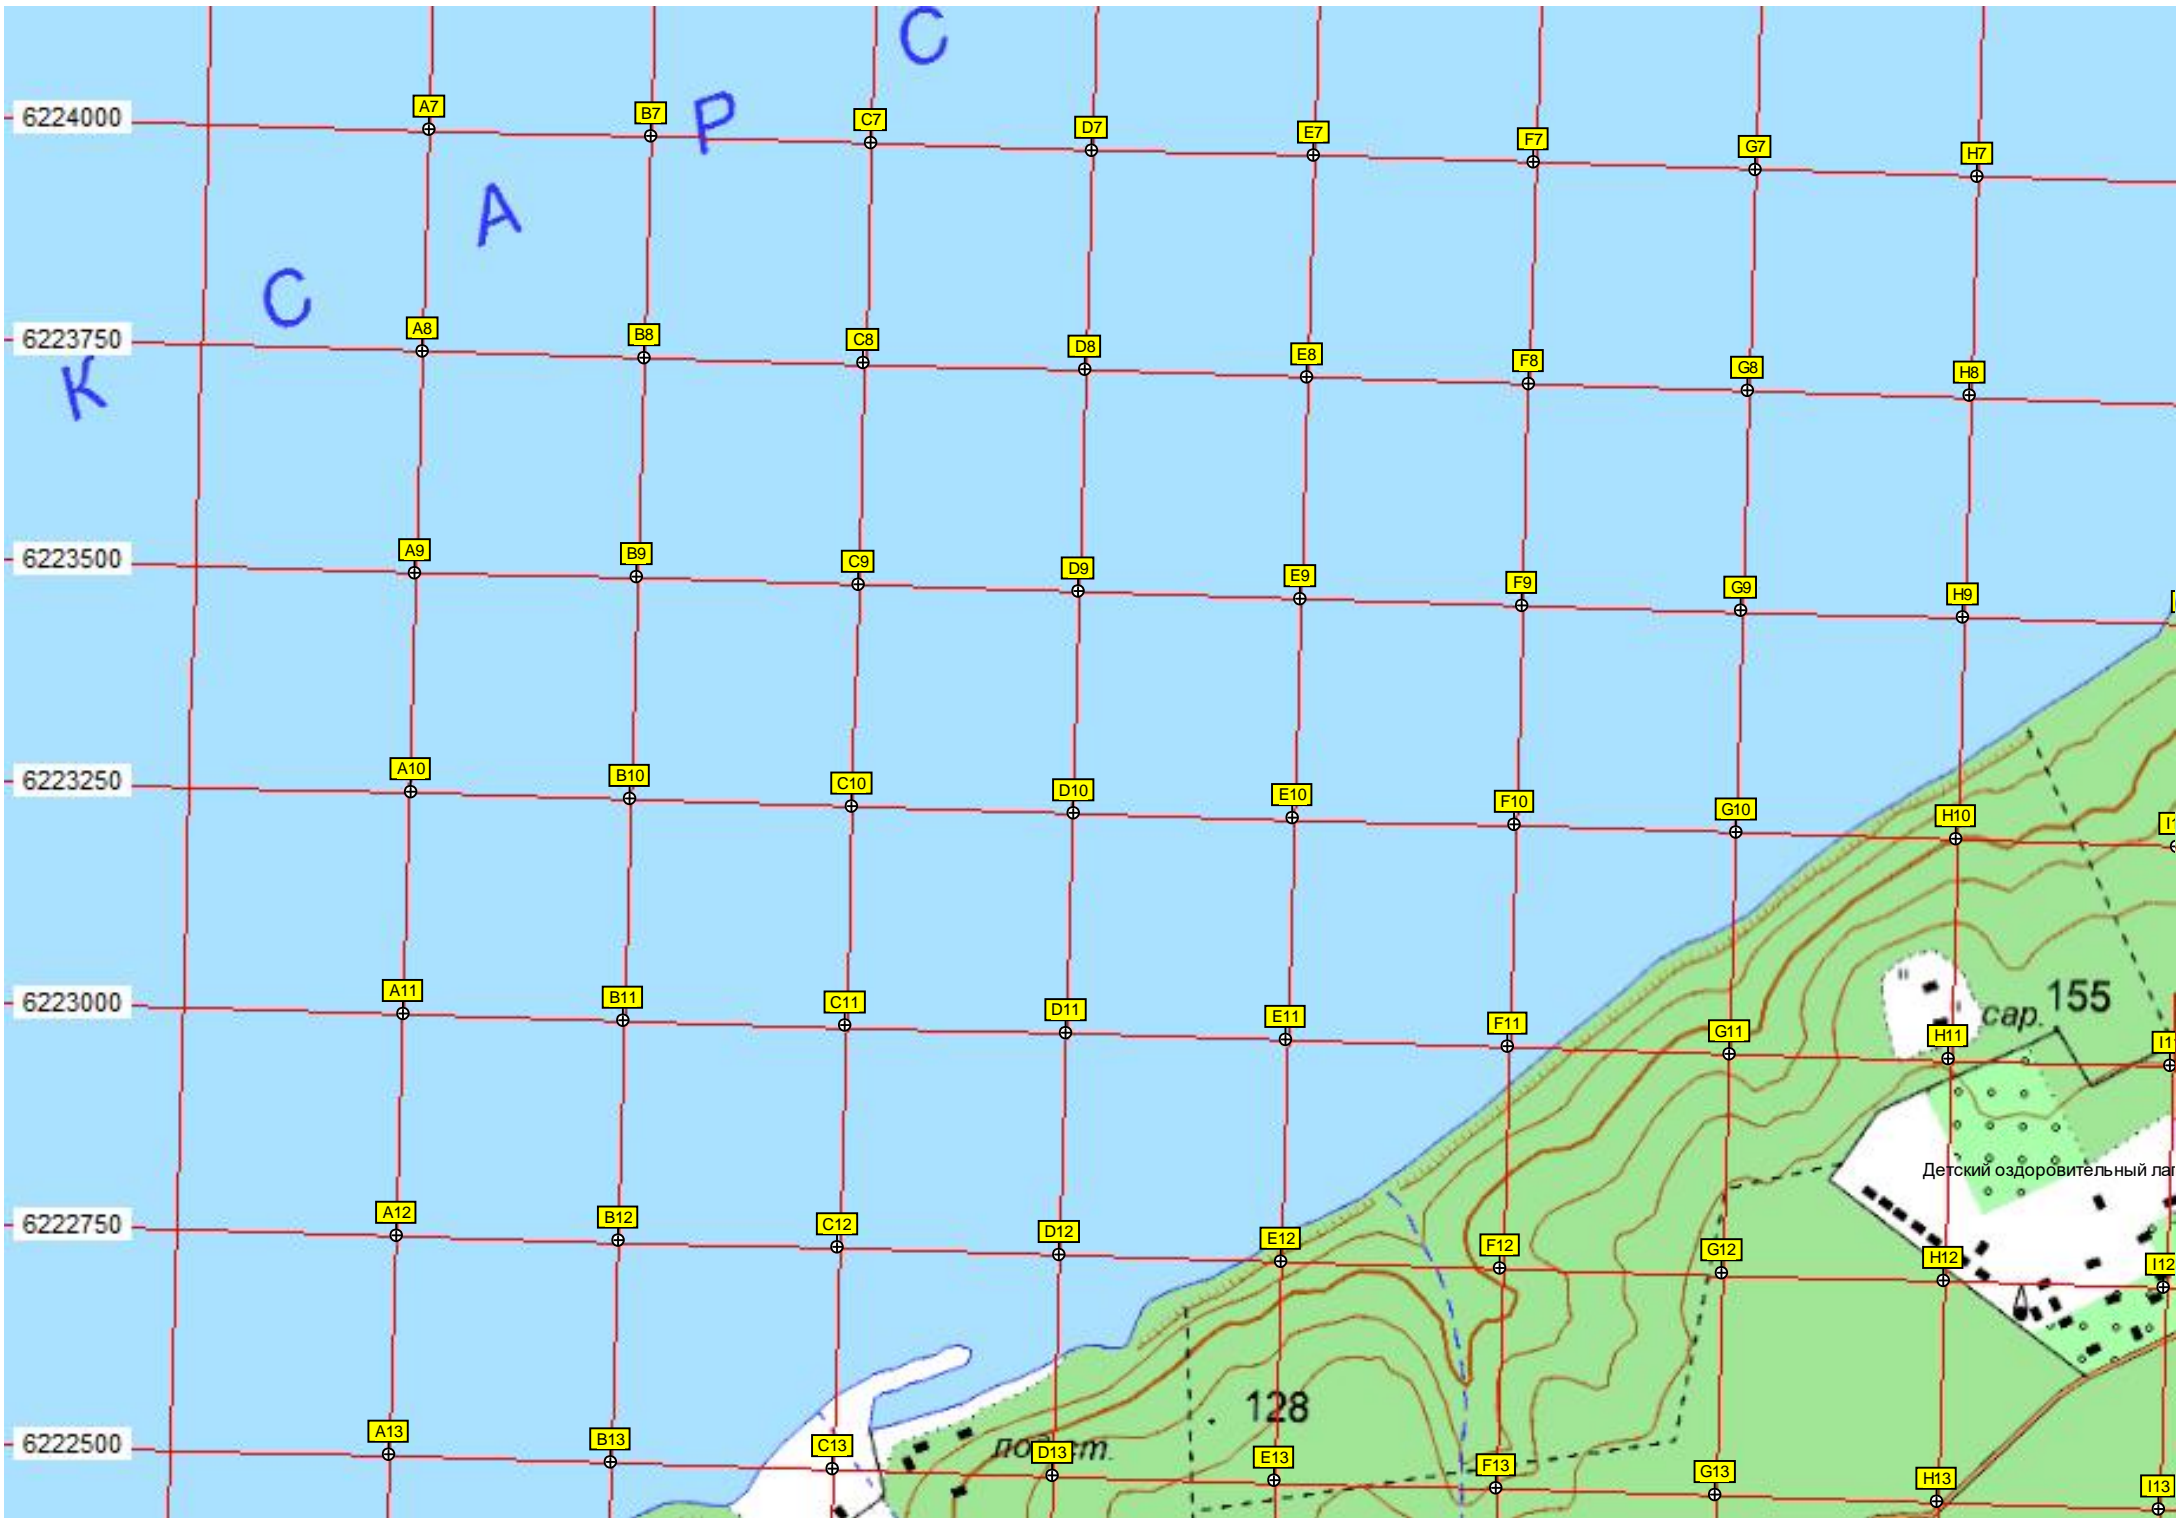 К С А Р С
6224000
A7 B7 C7 D7 E7 F7 G7 H7
6223750
A8 B8 C8 D8 E8 F8 G8 H8
6223500
A9 B9 C9 D9 E9 F9 G9 H9
6223250
A10 B10 C10 D10 E10 F10 G10 H10
155
сар.
6223000
A11 B11 C11 D11 E11 F11 G11 H11
Детский оздоровительный лаг
6222750
A12 B12 C12 D12 E12 F12 G12 H12 I12
128
6222500
A13 B13 C13 D13 E13 F13 G13 H13 I13